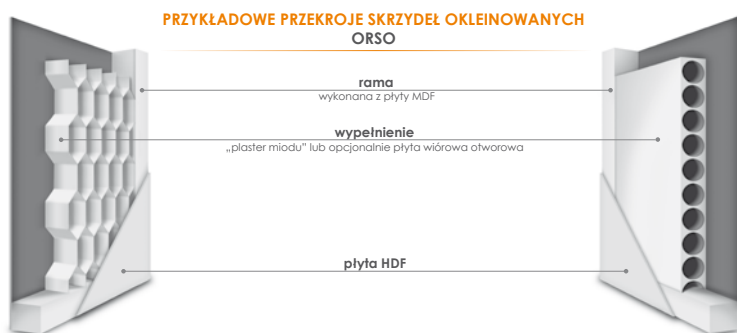 PRZYKŁADOWE PRZEKROJE SKRZYDEŁ OKLEINOWANYCH
ORSO
rama
wykonana z płyty MDF
wypełnienie
„plaster miodu” lub opcjonalnie płyta wiórowa otworowa
płyta HDF